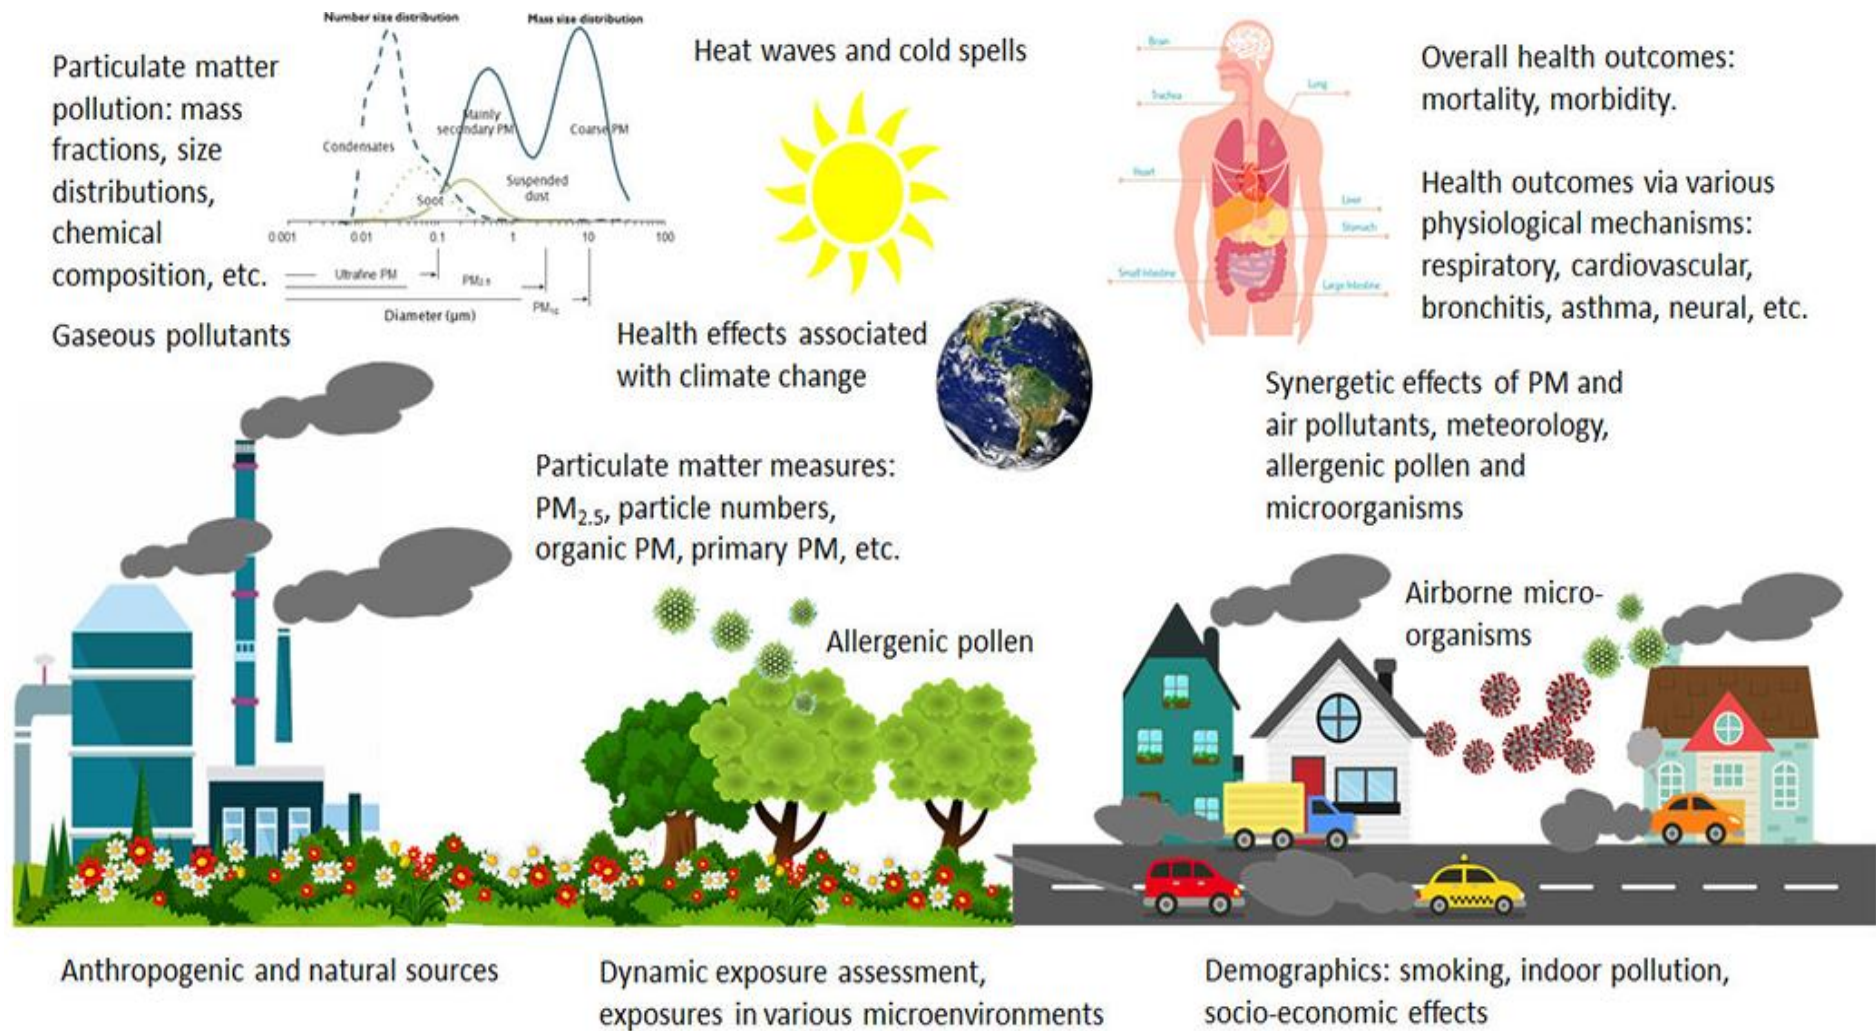 Particulate matter
pollution: mass
fractions, size
distributions,
chemical
composition, etc.
Gaseous pollutants
Number size distribution
Mass size distribution
Condensates
Mainly
secondary PM
Coarse PM
Soot
Suspended
dust
0.001 0.01 0.1 1 10 100
Ultrafine PM
PM2.5
PM10
Diameter (µm)
Heat waves and cold spells
Health effects associated
with climate change
Particulate matter measures:
PM2.5, particle numbers,
organic PM, primary PM, etc.
Brain
Trachea
Lung
Heart
Liver
Stomach
Small Intestine
Large Intestine
Overall health outcomes:
mortality, morbidity.
Health outcomes via various
physiological mechanisms:
respiratory, cardiovascular,
bronchitis, asthma, neural, etc.
Synergetic effects of PM and
air pollutants, meteorology,
allergenic pollen and
microorganisms
Allergenic pollen
Airborne micro-
organisms
Anthropogenic and natural sources
Dynamic exposure assessment,
exposures in various microenvironments
Demographics: smoking, indoor pollution,
socio-economic effects